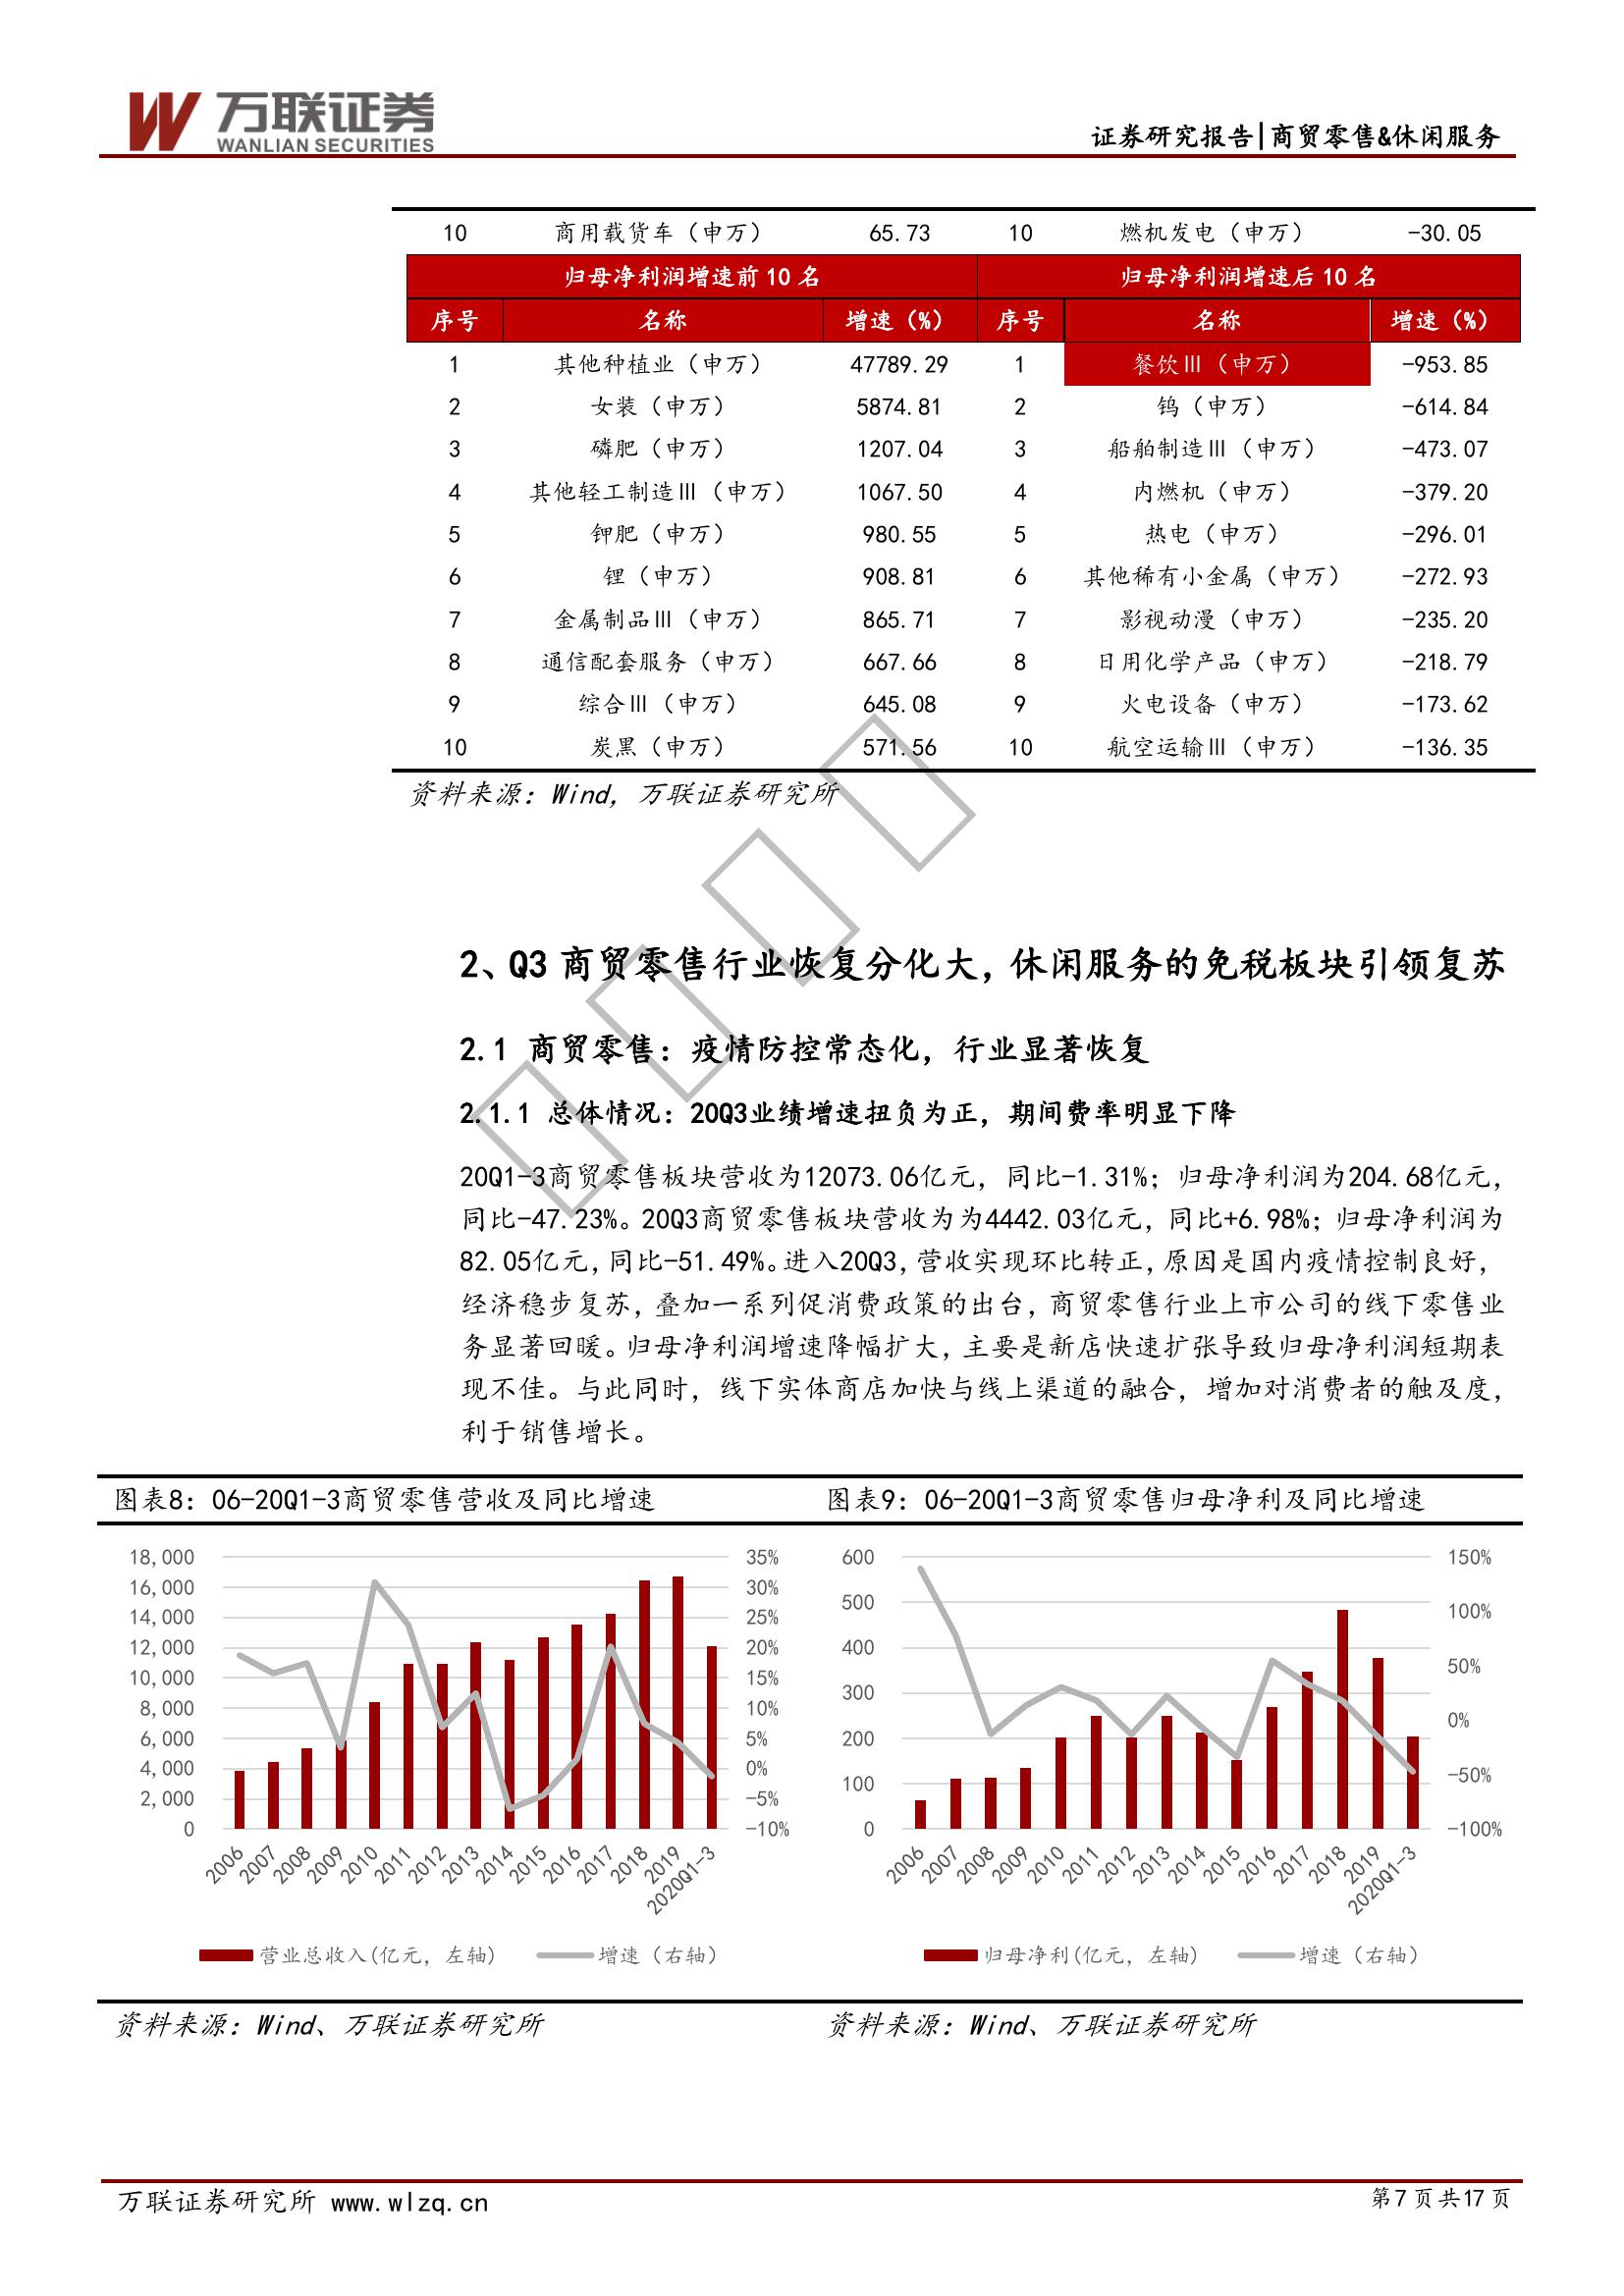 万联证券
WANLIAN SECURITIES
证券研究报告|商贸零售&休闲服务
10 商用载货车（申万） 65.73 10 燃机发电（申万） -30.05
归母净利润增速前 10 名 归母净利润增速后 10 名
序号 名称 增速（%） 序号 名称 增速（%）
1 其他种植业（申万） 47789.29 1 餐饮Ⅲ（申万） -953.85
2 女装（申万） 5874.81 2 钨（申万） -614.84
3 磷肥（申万） 1207.04 3 船舶制造Ⅲ（申万） -473.07
4 其他轻工制造Ⅲ（申万） 1067.50 4 内燃机（申万） -379.20
5 钾肥（申万） 980.55 5 热电（申万） -296.01
6 锂（申万） 908.81 6 其他稀有小金属（申万） -272.93
7 金属制品Ⅲ（申万） 865.71 7 影视动漫（申万） -235.20
8 通信配套服务（申万） 667.66 8 日用化学产品（申万） -218.79
9 综合Ⅲ（申万） 645.08 9 火电设备（申万） -173.62
10 炭黑（申万） 571.56 10 航空运输Ⅲ（申万） -136.35
资料来源：Wind，万联证券研究所
2、Q3 商贸零售行业恢复分化大，休闲服务的免税板块引领复苏
2.1 商贸零售：疫情防控常态化，行业显著恢复
2.1.1 总体情况：20Q3业绩增速扭负为正，期间费率明显下降
20Q1-3商贸零售板块营收为12073.06亿元，同比-1.31%；归母净利润为204.68亿元，
同比-47.23%。20Q3商贸零售板块营收为为4442.03亿元，同比+6.98%；归母净利润为
82.05亿元，同比-51.49%。进入20Q3，营收实现环比转正，原因是国内疫情控制良好，
经济稳步复苏，叠加一系列促消费政策的出台，商贸零售行业上市公司的线下零售业
务显著回暖。归母净利润增速降幅扩大，主要是新店快速扩张导致归母净利润短期表
现不佳。与此同时，线下实体商店加快与线上渠道的融合，增加对消费者的触及度，
利于销售增长。
图表8：06-20Q1-3商贸零售营收及同比增速
18,000
16,000
14,000
12,000
10,000
8,000
6,000
4,000
2,000
0
35%
30%
25%
20%
15%
10%
5%
0%
-5%
-10%
2006 2007 2008 2009 2010 2011 2012 2013 2014 2015 2016 2017 2018 2019 2020Q1-3
营业总收入(亿元，左轴) 增速（右轴）
资料来源：Wind、万联证券研究所
图表9：06-20Q1-3商贸零售归母净利及同比增速
600
500
400
300
200
100
0
150%
100%
50%
0%
-50%
-100%
2006 2007 2008 2009 2010 2011 2012 2013 2014 2015 2016 2017 2018 2019 2020Q1-3
归母净利(亿元，左轴) 增速（右轴）
资料来源：Wind、万联证券研究所
万联证券研究所 www.wlzq.cn
第 7 页 共 17 页